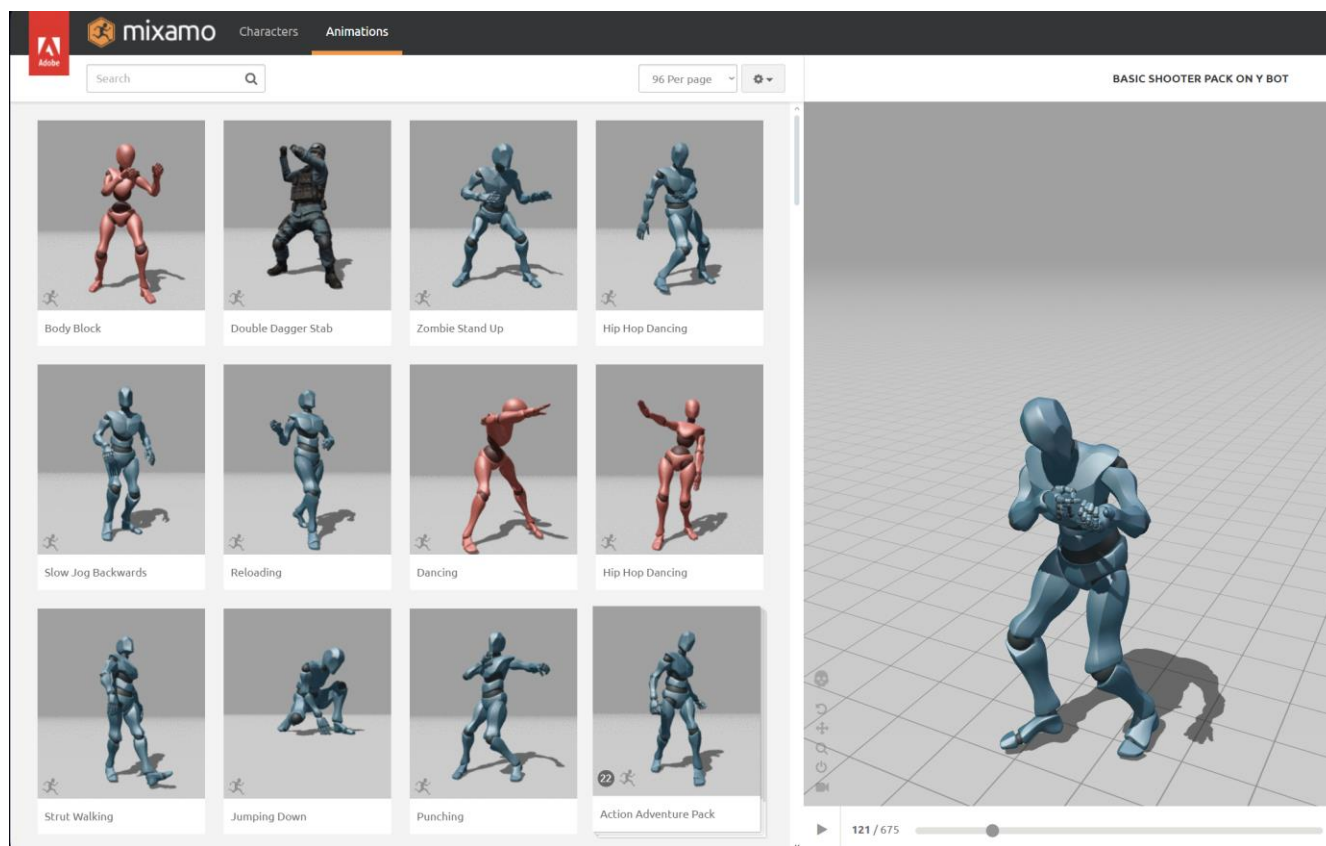 Adobe
mixamo
Characters
Animations
Search
96 Per page
BASIC SHOOTER PACK ON Y BOT
Body Block
Double Dagger Stab
Zombie Stand Up
Hip Hop Dancing
Slow Jog Backwards
Reloading
Dancing
Hip Hop Dancing
Strut Walking
Jumping Down
Punching
22
Action Adventure Pack
121 / 675